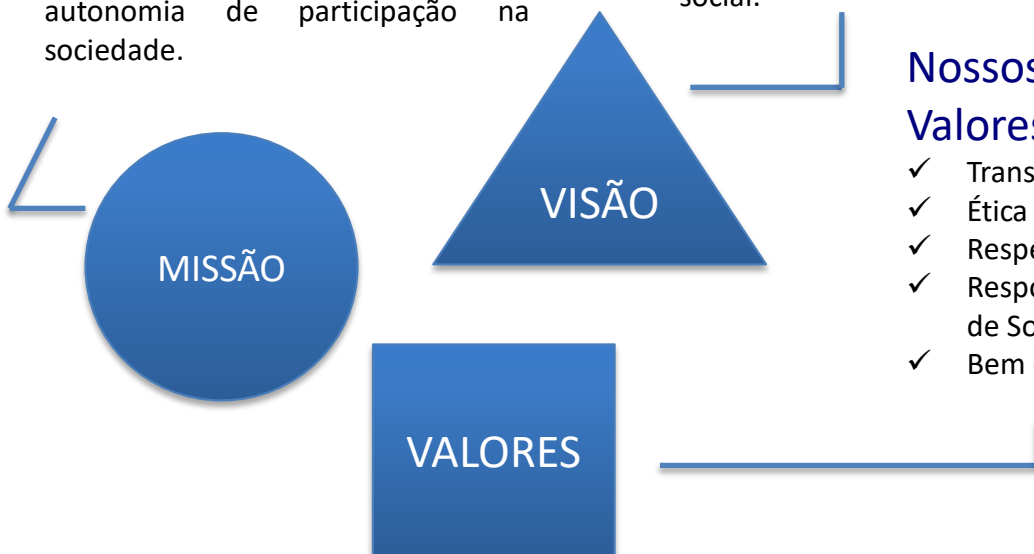 autonomia de participação na
sociedade.
social.
MISSÃO
VISÃO
VALORES
Nossos
Valores
Trans
Ética
Respe
Respo
de So
Bem